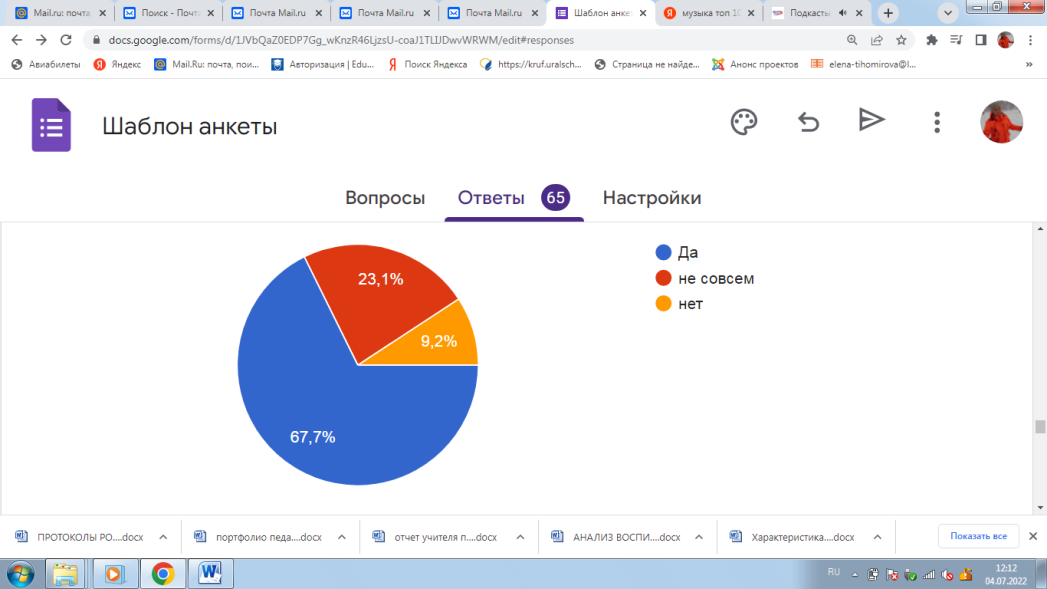 Mail.ru: почта,
Поиск - Почт
Почта Mail.ru
Почта Mail.ru
Почта Mail.ru
Шаблон анке
музыка топ 10
Подкасты
docs.google.com/forms/d/1JVbQaZ0EDP7Gg_wKnzR46LjzsU-coaJ1TLIJDwvWRWM/edit#responses
Авиабилеты
Яндекс
Mail.Ru: почта, пои...
Авторизация | Edu...
Поиск Яндекса
https://kruf.uralsch...
Страница не найде...
Анонс проектов
elena-tihomirova@l...
»
Шаблон анкеты
Вопросы
Ответы 65
Настройки
23,1%
9,2%
67,7%
Да
не совсем
нет
ПРОТОКОЛЫ РО....docx
портфолио педа....docx
отчет учителя п....docx
АНАЛИЗ ВОСПИ....docx
Характеристика....docx
Показать все
RU
12:12
04.07.2022